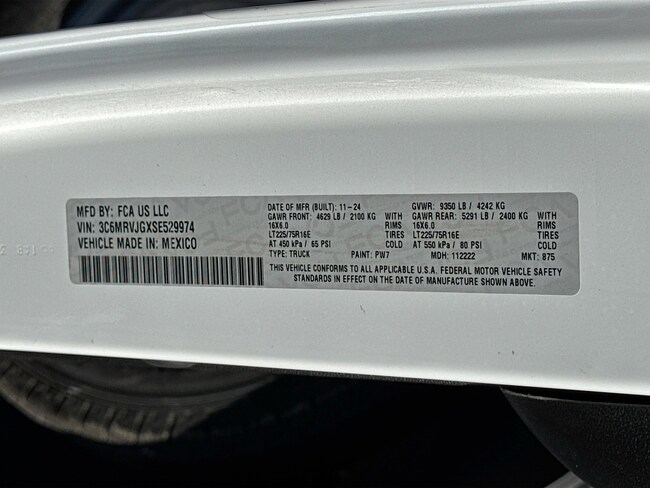 MFD BY: FCA US LLC
VIN: 3C6MRVJGXSE529974
VEHICLE MADE IN: MEXICO
DATE OF MFR (BUILT): 11-24
GAWR FRONT: 4629 LB / 2100 KG WITH
16X6.0 RIMS
LT225/75R16E TIRES
AT 450 kPa / 65 PSI COLD
GVWR: 9350 LB / 4242 KG
GAWR REAR: 5291 LB / 2400 KG WITH
16X6.0 RIMS
LT225/75R16E TIRES
AT 550 kPa / 80 PSI COLD
TYPE: TRUCK PAINT: PW7 MDH: 112222 MKT: 875
THIS VEHICLE CONFORMS TO ALL APPLICABLE U.S.A. FEDERAL MOTOR VEHICLE SAFETY
STANDARDS IN EFFECT ON THE DATE OF MANUFACTURE SHOWN ABOVE.